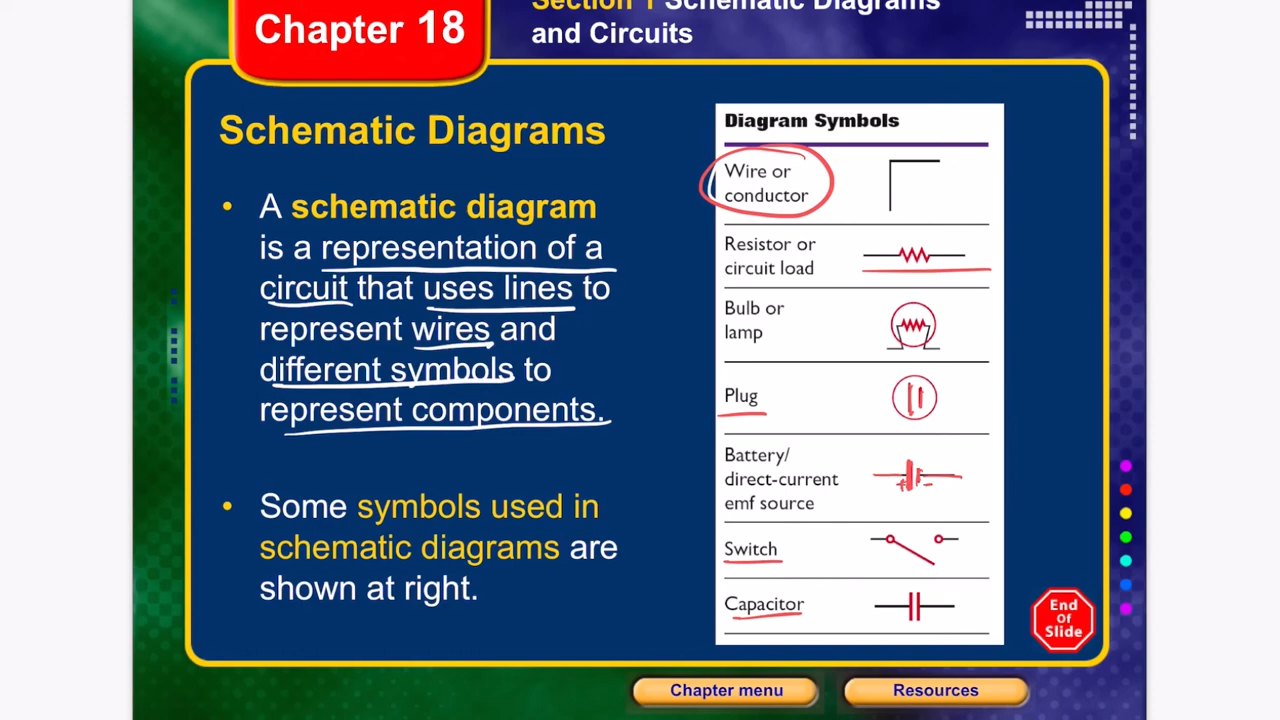 Section 1 Schematic Diagrams
Chapter 18
and Circuits
Schematic Diagrams
• A schematic diagram
is a representation of a
circuit that uses lines to
represent wires and
different symbols to
represent components.
• Some symbols used in
schematic diagrams are
shown at right.
Diagram Symbols
Wire or
conductor
Resistor or
circuit load
Bulb or
lamp
Plug
Battery/
direct-current
emf source
Switch
Capacitor
End
Of
Slide
Chapter menu
Resources